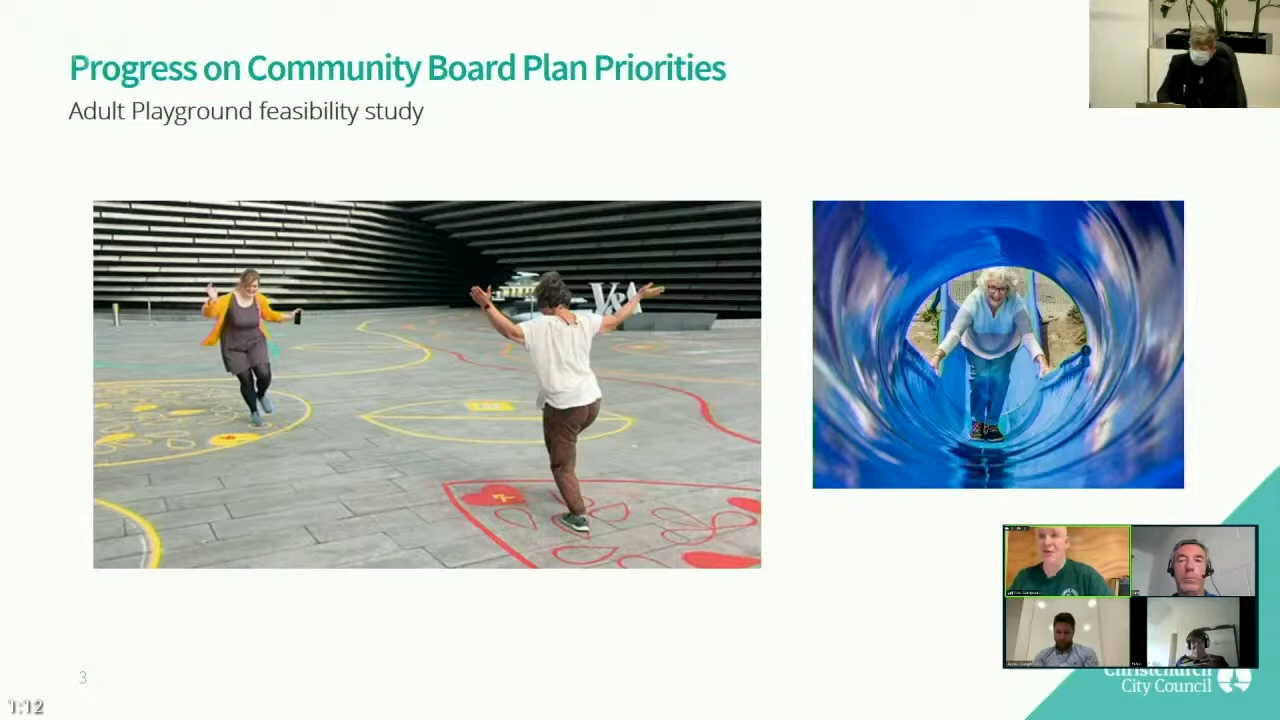 Progress on Community Board Plan Priorities
Adult Playground feasibility study
V&A
3
Christchurch
City Council
1:12